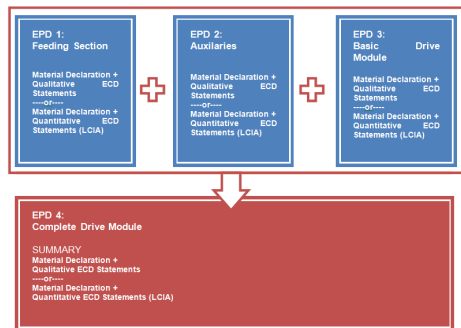 EPD 1:
Feeding Section
Material Declaration +
Qualitative ECD
Statements
----or----
Material Declaration +
Quantitative ECD
Statements (LCIA)
EPD 2:
Auxilaries
Material Declaration +
Qualitative ECD
Statements
----or----
Material Declaration +
Quantitative ECD
Statements (LCIA)
EPD 3:
Basic Drive
Module
Material Declaration +
Qualitative ECD
Statements
----or----
Material Declaration +
Quantitative ECD
Statements (LCIA)
EPD 4:
Complete Drive Module
SUMMARY
Material Declaration +
Qualitative ECD Statements
----or----
Material Declaration +
Quantitative ECD Statements (LCIA)